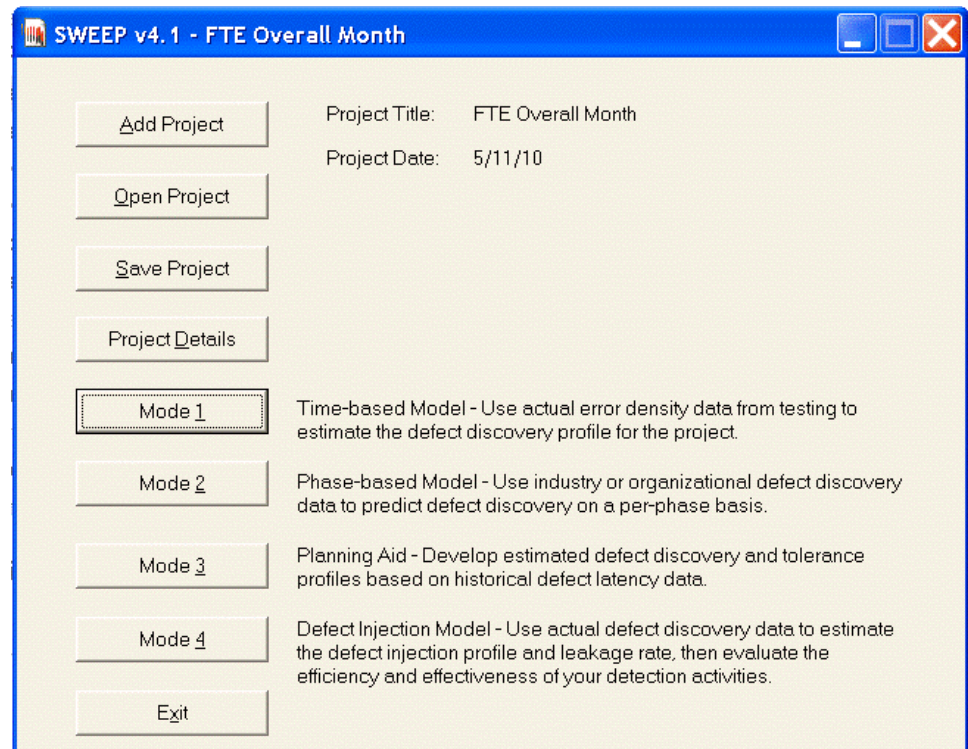 SWEEP v4.1 - FTE Overall Month
Add Project
Project Title: FTE Overall Month
Project Date: 5/11/10
Open Project
Save Project
Project Details
Mode 1
Time-based Model - Use actual error density data from testing to
estimate the defect discovery profile for the project.
Mode 2
Phase-based Model - Use industry or organizational defect discovery
data to predict defect discovery on a per-phase basis.
Mode 3
Planning Aid - Develop estimated defect discovery and tolerance
profiles based on historical defect latency data.
Mode 4
Defect Injection Model - Use actual defect discovery data to estimate
the defect injection profile and leakage rate, then evaluate the
efficiency and effectiveness of your detection activities.
Exit